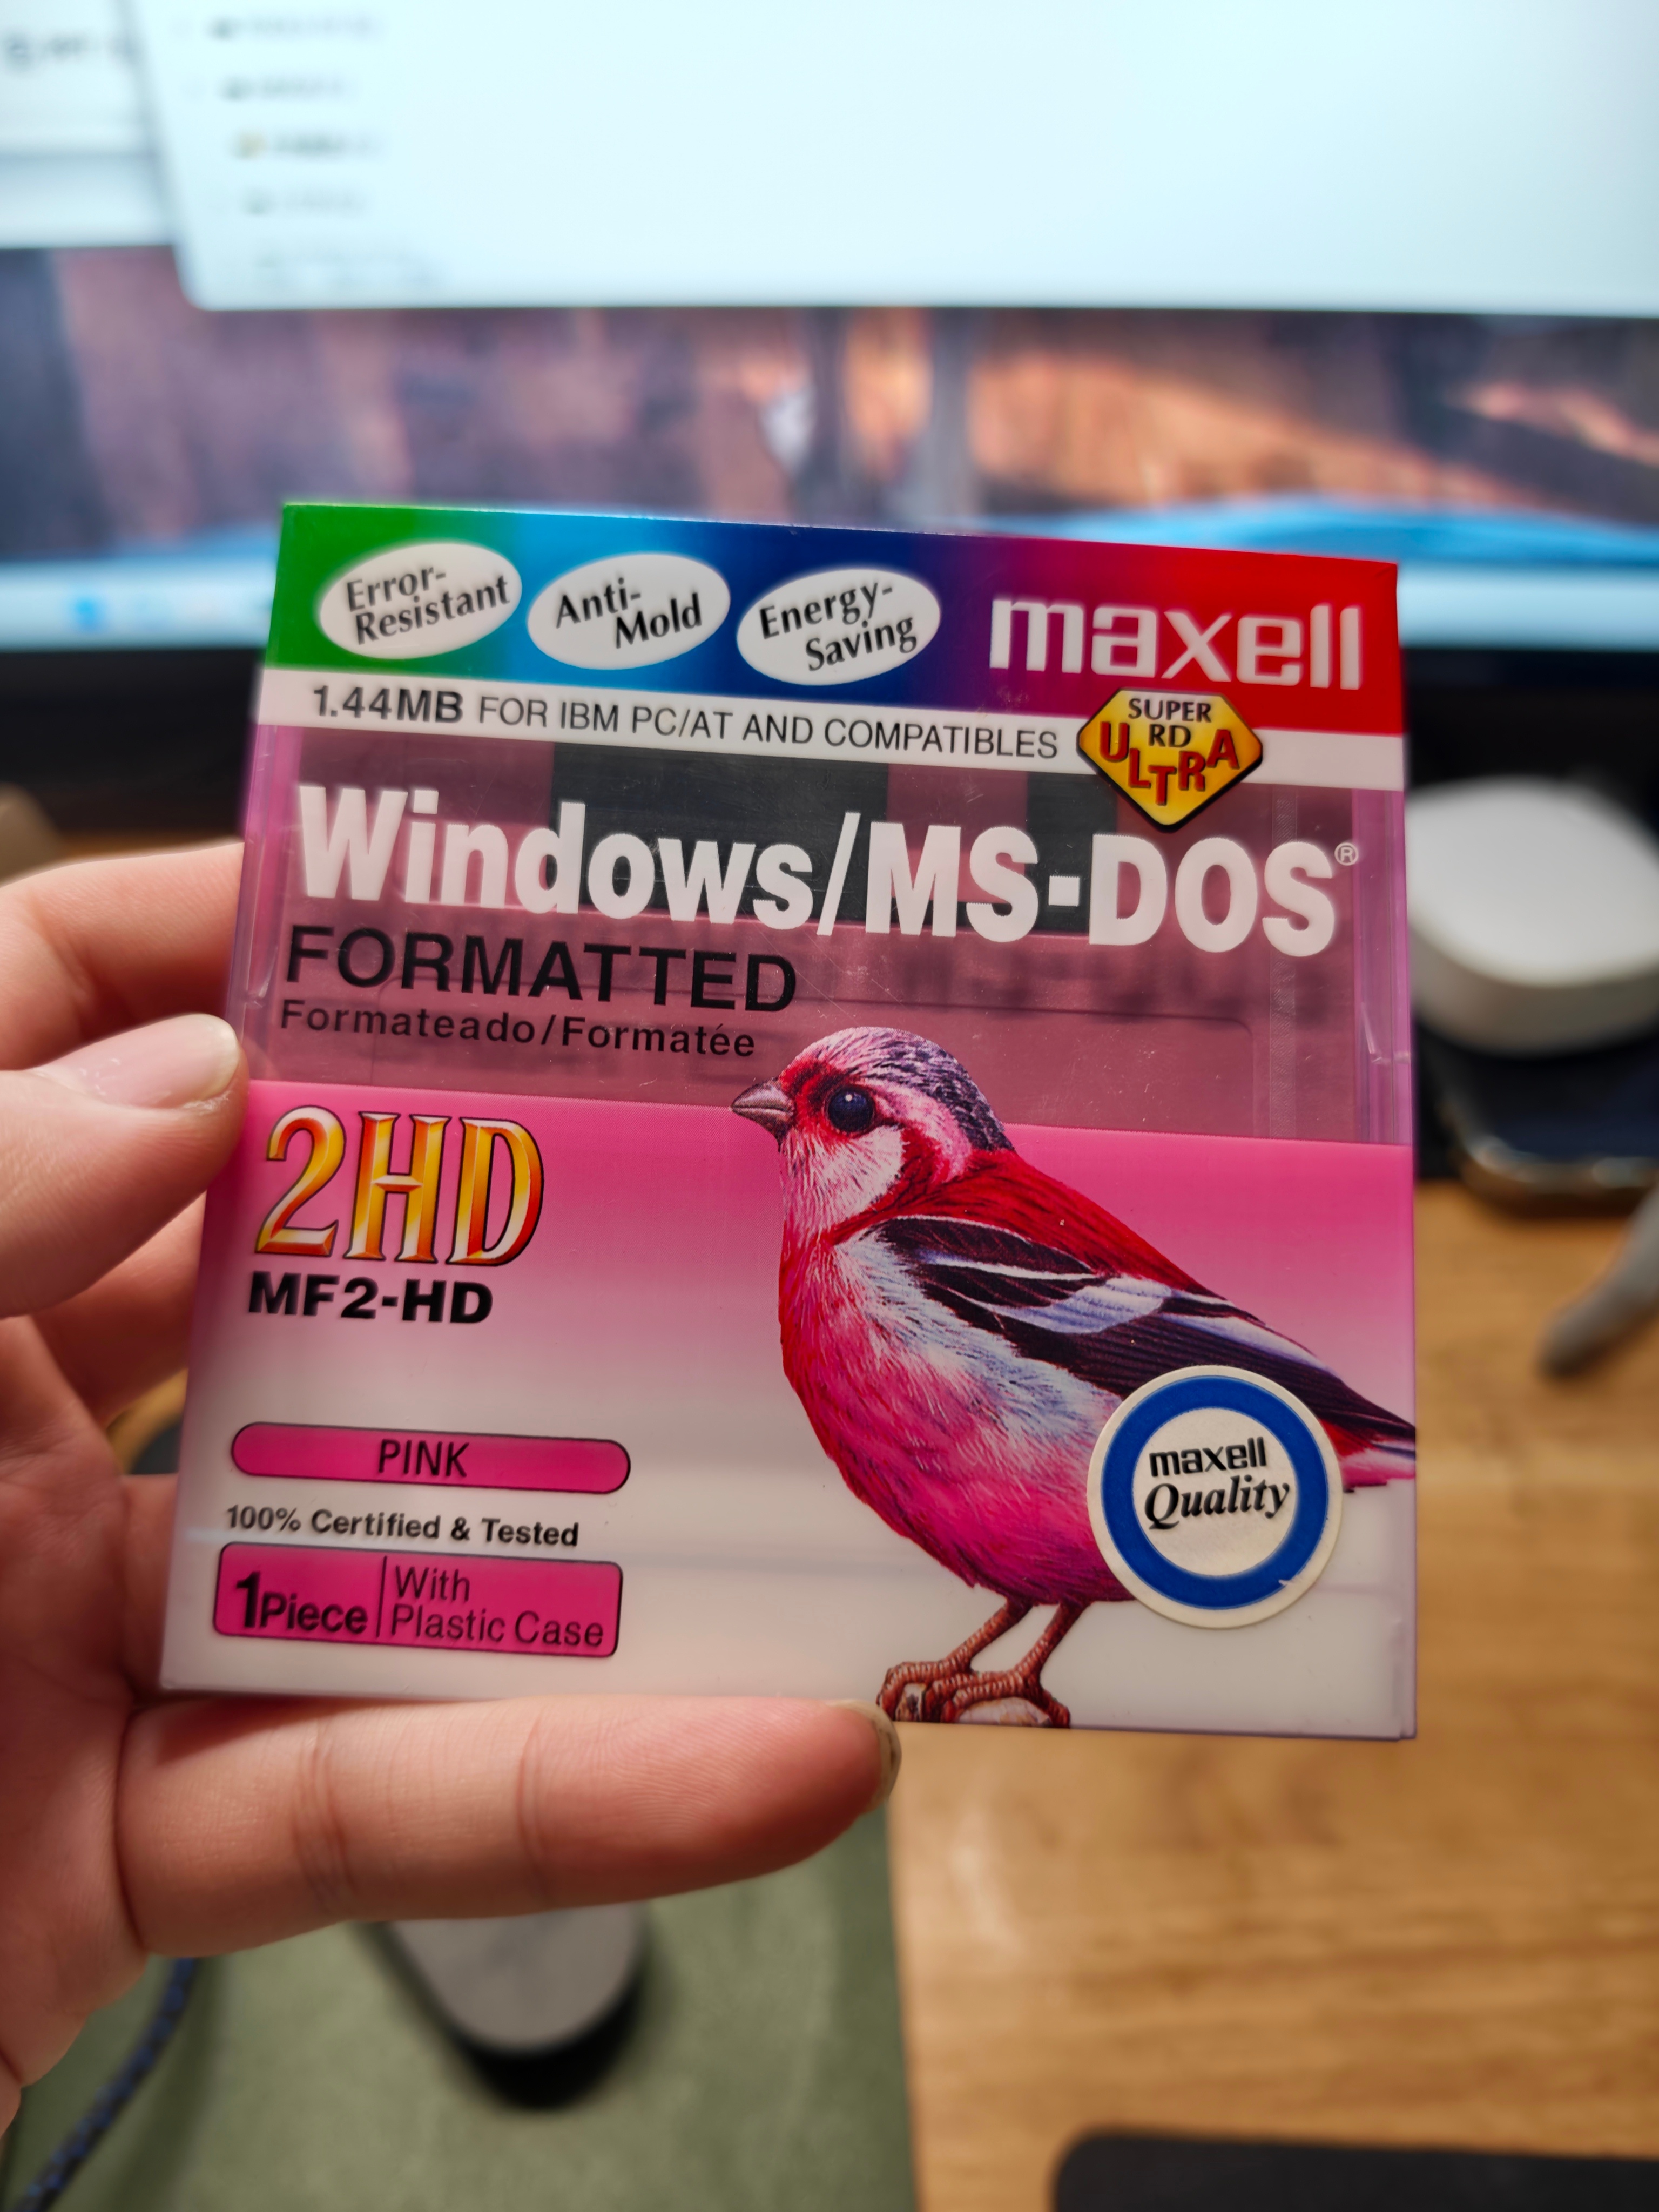 Error-
Resistant
Anti-
Mold
Energy-
Saving
maxell
1.44MB FOR IBM PC/AT AND COMPATIBLES
SUPER
RD
ULTRA
Windows/MS-DOS®
FORMATTED
Formateado/Formatée
2HD
MF2-HD
PINK
100% Certified & Tested
1Piece
With
Plastic Case
maxell
Quality